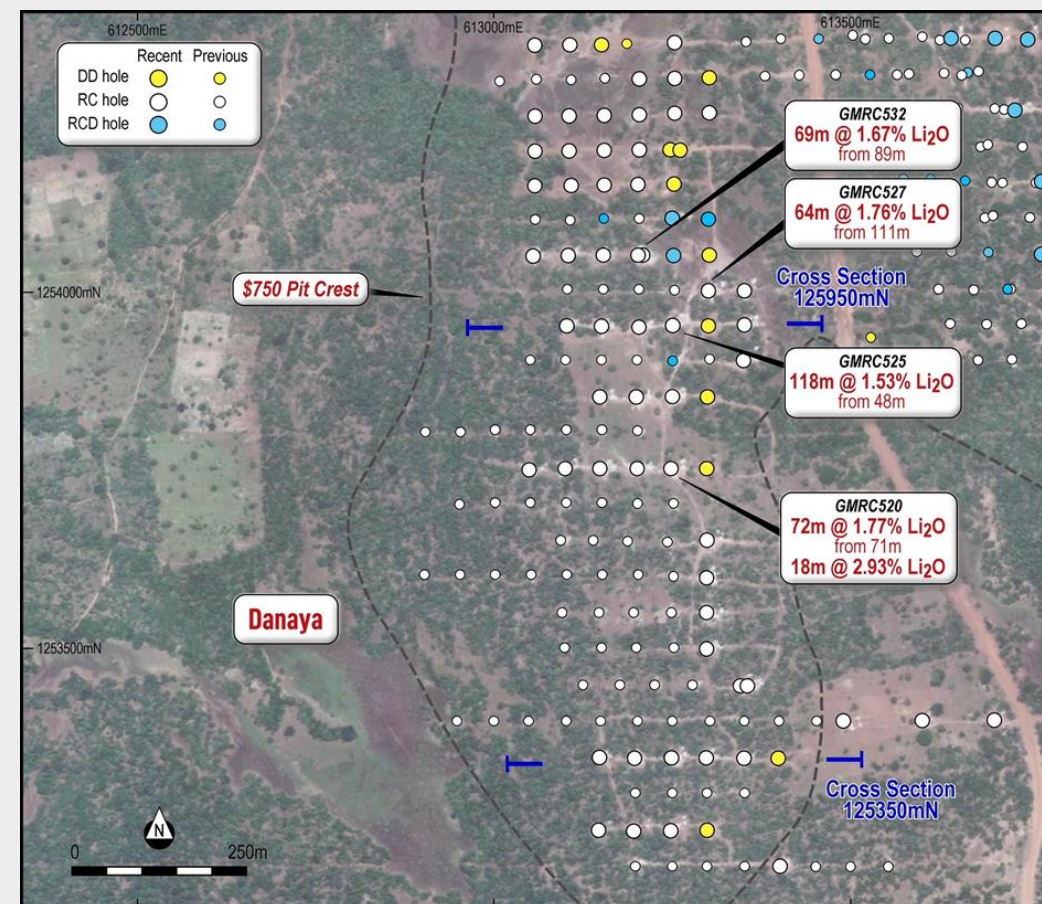 612500mE
613000mE
613500mE
Recent Previous
DD hole
RC hole
RCD hole
GMRC532
69m @ 1.67% Li2O
from 89m
GMRC527
64m @ 1.76% Li2O
from 111m
$750 Pit Crest
1254000mN
Cross Section
125950mN
GMRC525
118m @ 1.53% Li2O
from 48m
GMRC520
72m @ 1.77% Li2O
from 71m
18m @ 2.93% Li2O
Danaya
1253500mN
Cross Section
125350mN
N
0 250m